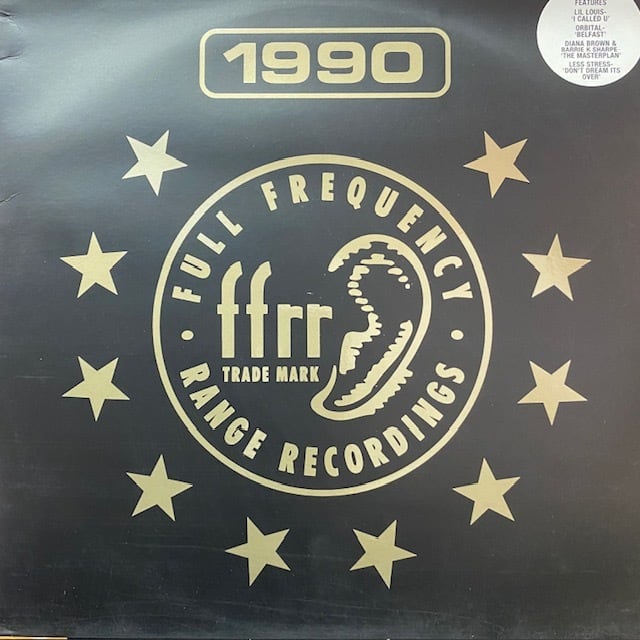 FEATURES
LIL LOUIS-
'I CALLED U'
ORBITAL-
'BELFAST'
DIANA BROWN &
BARRIE K SHARPE-
'THE MASTERPLAN'
LESS STRESS-
'DON'T DREAM ITS
OVER'
1990
FULL FREQUENCY
ffrr
TRADE MARK
RANGE RECORDINGS